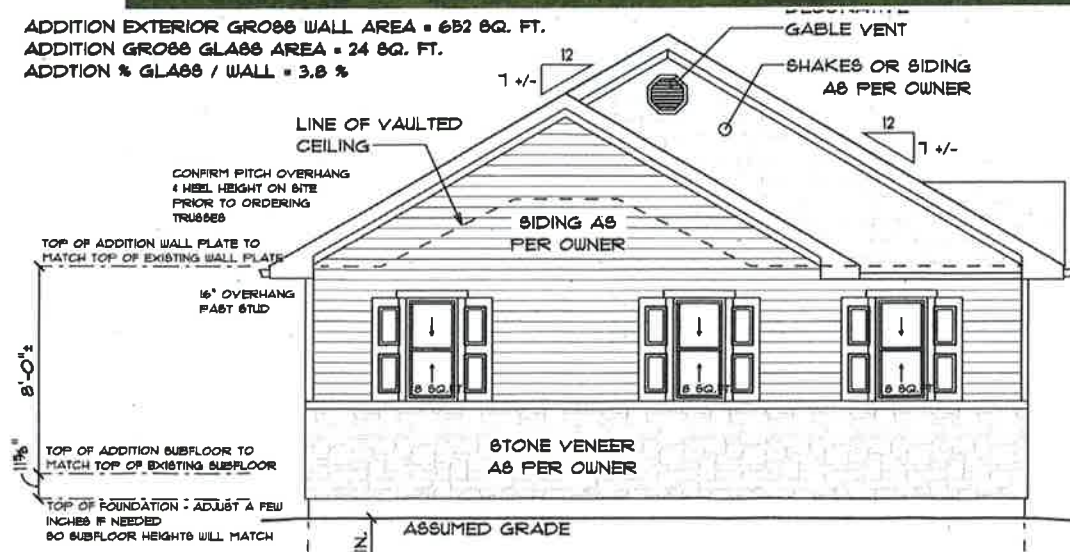 ADDITION EXTERIOR GROSS WALL AREA = 652 SQ. FT.
ADDITION GROSS GLASS AREA = 24 SQ. FT.
ADDTION % GLASS / WALL = 3.8 %
DECORATIVE
GABLE VENT
12
7 +/-
SHAKES OR SIDING
AS PER OWNER
12
7 +/-
LINE OF VAULTED
CEILING
CONFIRM PITCH OVERHANG
& HEEL HEIGHT ON SITE
PRIOR TO ORDERING
TRUSSES
SIDING AS
PER OWNER
TOP OF ADDITION WALL PLATE TO
MATCH TOP OF EXISTING WALL PLATE
16" OVERHANG
PAST STUD
8'-0"±
8 SQ.FT.
8 SQ.FT.
8 SQ.FT.
STONE VENEER
AS PER OWNER
TOP OF ADDITION SUBFLOOR TO
MATCH TOP OF EXISTING SUBFLOOR
11⅞"
TOP OF FOUNDATION - ADJUST A FEW
INCHES IF NEEDED
SO SUBFLOOR HEIGHTS WILL MATCH
ASSUMED GRADE
IN.